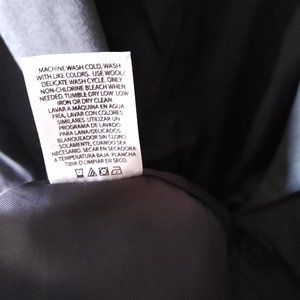 MACHINE WASH COLD, WASH
WITH LIKE COLORS. USE WOOL/
DELICATE WASH CYCLE. ONLY
NON-CHLORINE BLEACH WHEN
NEEDED. TUMBLE DRY LOW. LOW
IRON OR DRY CLEAN
LAVAR A MÁQUINA EN AGUA
FRÍA, LAVAR CON COLORES
SIMILARES. UTILIZAR UN
PROGRAMA DE LAVADO
PARA LANA/DELICADOS.
BLANQUEADOR SIN CLORO
SOLAMENTE, CUANDO SEA
NECESARIO. SECAR EN SECADORA
A TEMPERATURA BAJA. PLANCHA
TIBIA O LIMPIAR EN SECO.